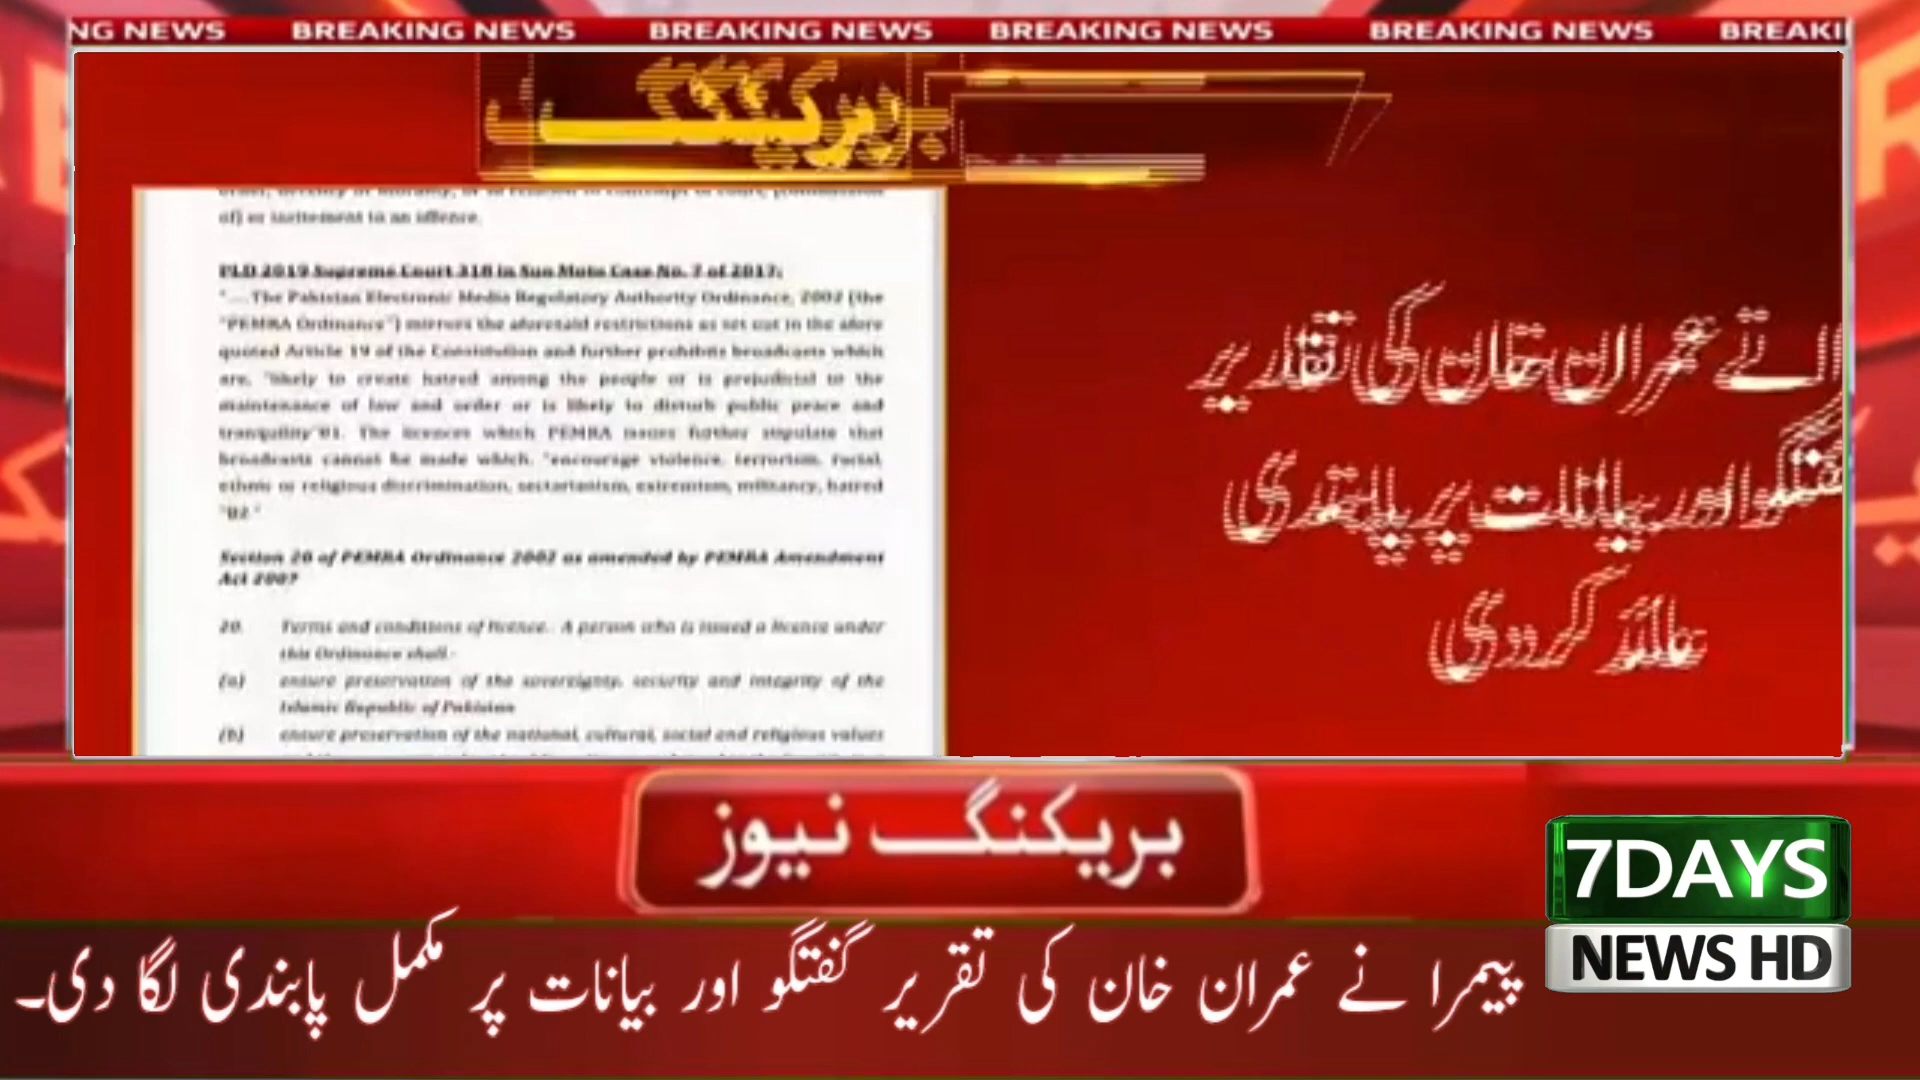 NG NEWS BREAKING NEWS BREAKING NEWS BREAKING NEWS BREAKING NEWS BREAKI
بریکنگ
of) or incitement to an offence.
PLD 2019 Supreme Court 318 in Suo Moto Case No. 7 of 2017:
"... The Pakistan Electronic Media Regulatory Authority Ordinance, 2002 (the
"PEMRA Ordinance") mirrors the aforesaid restrictions as set out in the afore
quoted Article 19 of the Constitution and further prohibits broadcasts which
are, "likely to create hatred among the people or is prejudicial to the
maintenance of law and order or is likely to disturb public peace and
tranquility"81. The licences which PEMRA issues further stipulate that
broadcasts cannot be made which, "encourage violence, terrorism, racial,
ethnic or religious discrimination, sectarianism, extremism, militancy, hatred
"82."
Section 20 of PEMRA Ordinance 2002 as amended by PEMRA Amendment
Act 2007
20. Terms and conditions of licence.- A person who is issued a licence under
this Ordinance shall-
(a) ensure preservation of the sovereignty, security and integrity of the
Islamic Republic of Pakistan
(b) ensure preservation of the national, cultural, social and religious values
نے عمران خان کی تقاریر
گفتگو اور بیانات پر پابندی
عائد کر دی
بریکنگ نیوز
7DAYS
NEWS HD
پیمرا نے عمران خان کی تقریر گفتگو اور بیانات پر مکمل پابندی لگا دی۔